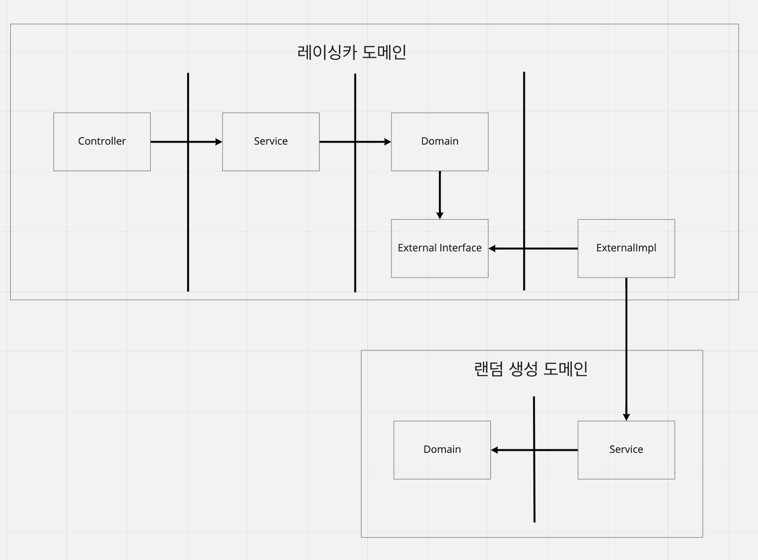 레이싱카 도메인
Controller
Service
Domain
External Interface
ExternalImpl
랜덤 생성 도메인
Domain
Service